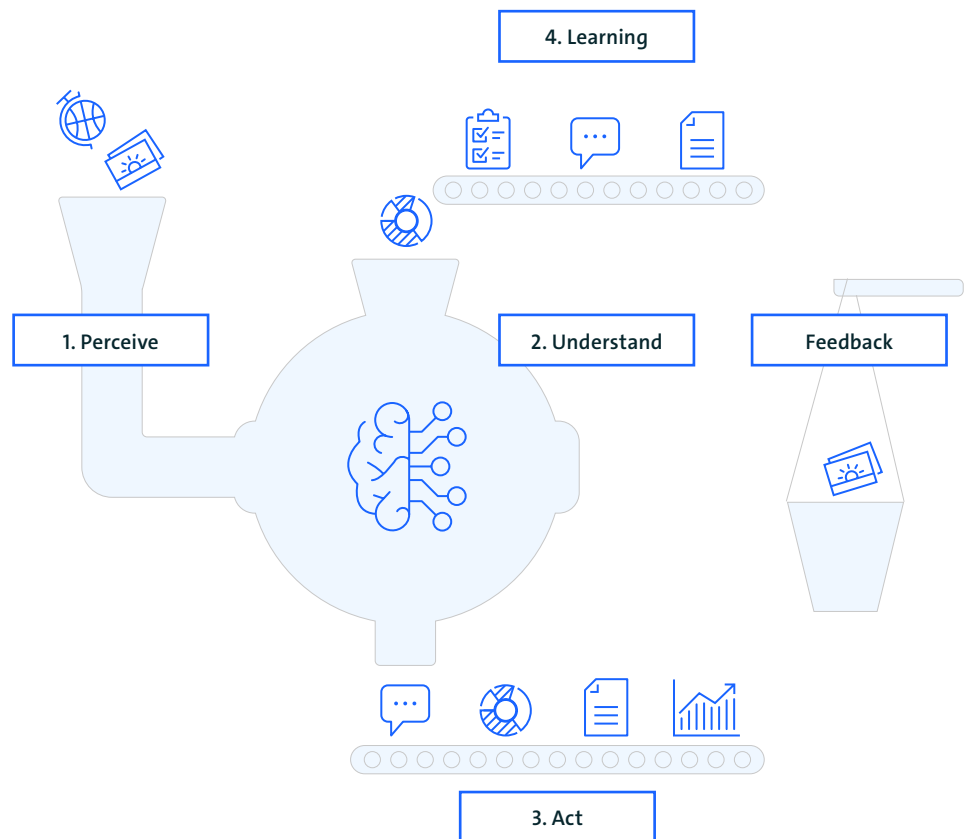 4. Learning
1. Perceive
2. Understand
Feedback
3. Act